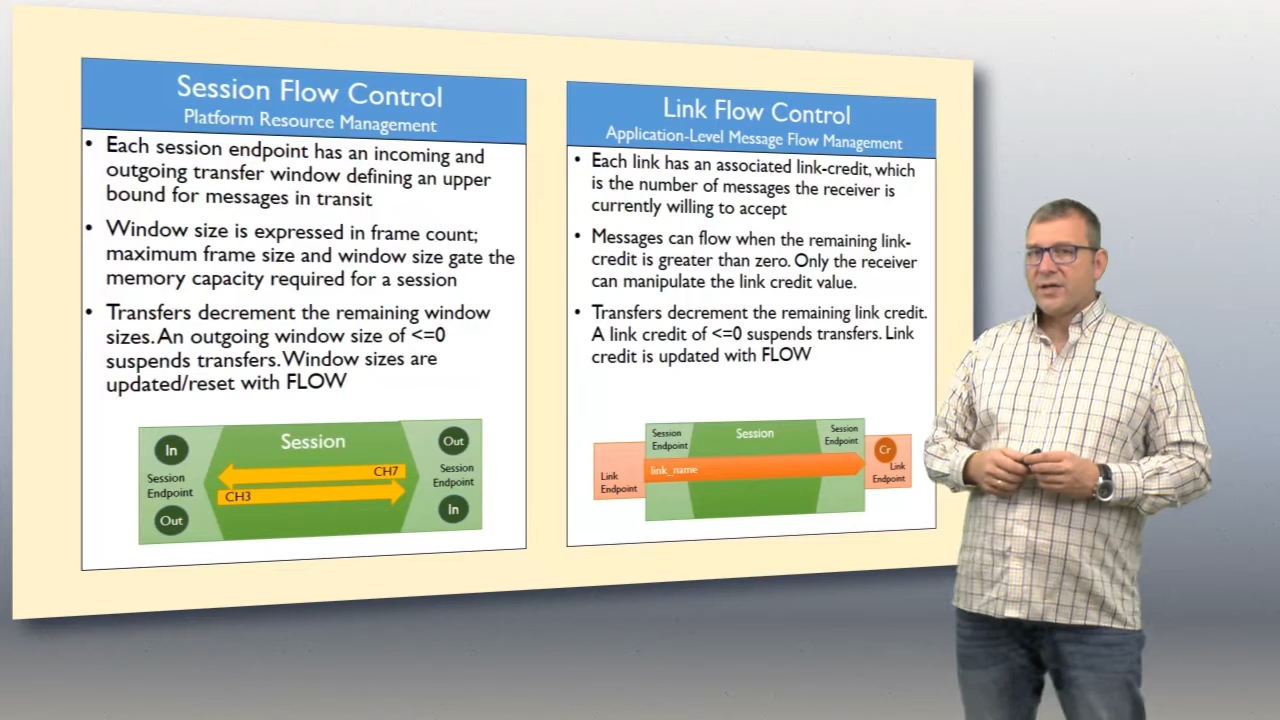 Session Flow Control
Platform Resource Management
• Each session endpoint has an incoming and
outgoing transfer window defining an upper
bound for messages in transit
• Window size is expressed in frame count;
maximum frame size and window size gate the
memory capacity required for a session
• Transfers decrement the remaining window
sizes. An outgoing window size of <=0
suspends transfers. Window sizes are
updated/reset with FLOW
In
Session
Out
Session
Endpoint
CH7
CH3
Session
Endpoint
Out
In
Link Flow Control
Application-Level Message Flow Management
• Each link has an associated link-credit, which
is the number of messages the receiver is
currently willing to accept
• Messages can flow when the remaining link-
credit is greater than zero. Only the receiver
can manipulate the link credit value.
• Transfers decrement the remaining link credit.
A link credit of <=0 suspends transfers. Link
credit is updated with FLOW
Session
Endpoint
Session
Session
Endpoint
Cr
link_name
Link
Endpoint
Link
Endpoint